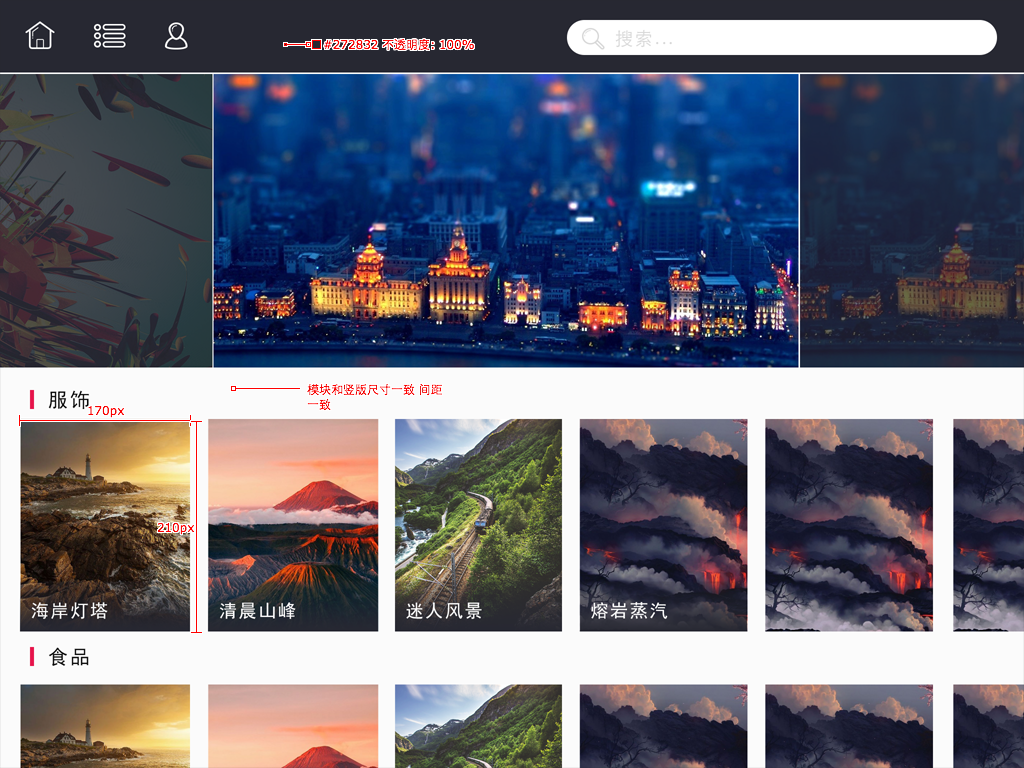 #272832 不透明度: 100%
搜索...
模块和竖版尺寸一致 间距
一致
服饰
170px
210px
海岸灯塔
清晨山峰
迷人风景
熔岩蒸汽
食品